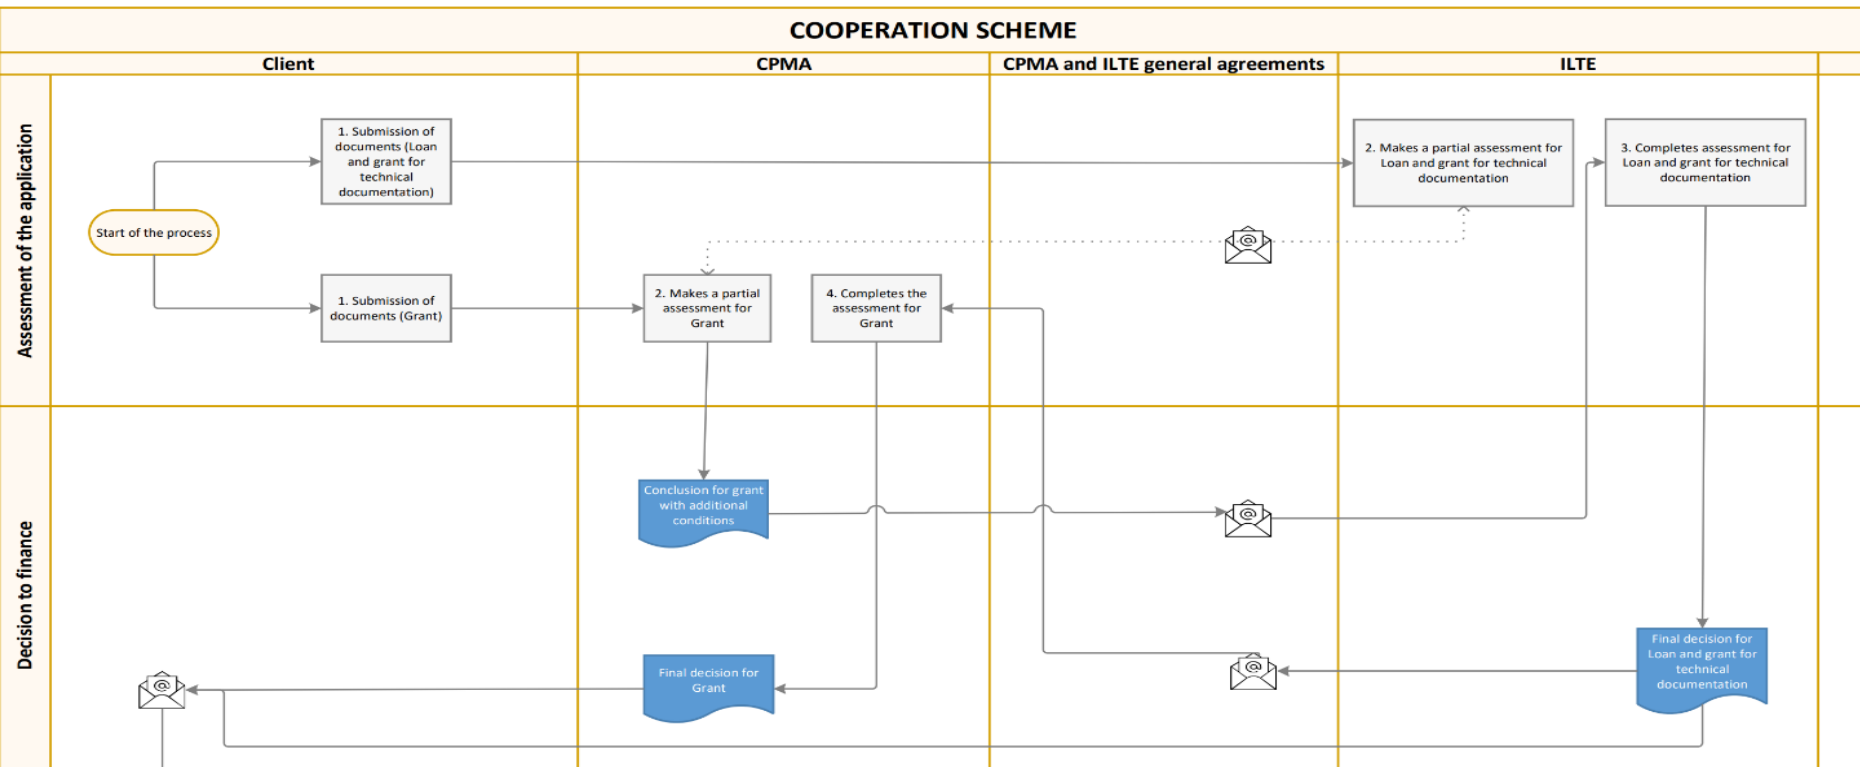 COOPERATION SCHEME
Client
CPMA
CPMA and ILTE general agreements
ILTE
Assessment of the application
1. Submission of
documents (Loan
and grant for
technical
documentation)
2. Makes a partial assessment for
Loan and grant for technical
documentation
3. Completes assessment for
Loan and grant for technical
documentation
Start of the process
@
1. Submission of
documents (Grant)
2. Makes a partial
assessment for
Grant
4. Completes the
assessment for
Grant
Decision to finance
Conclusion for grant
with additional
conditions
@
Final decision for
Loan and grant for
technical
documentation
@
Final decision for
Grant
@